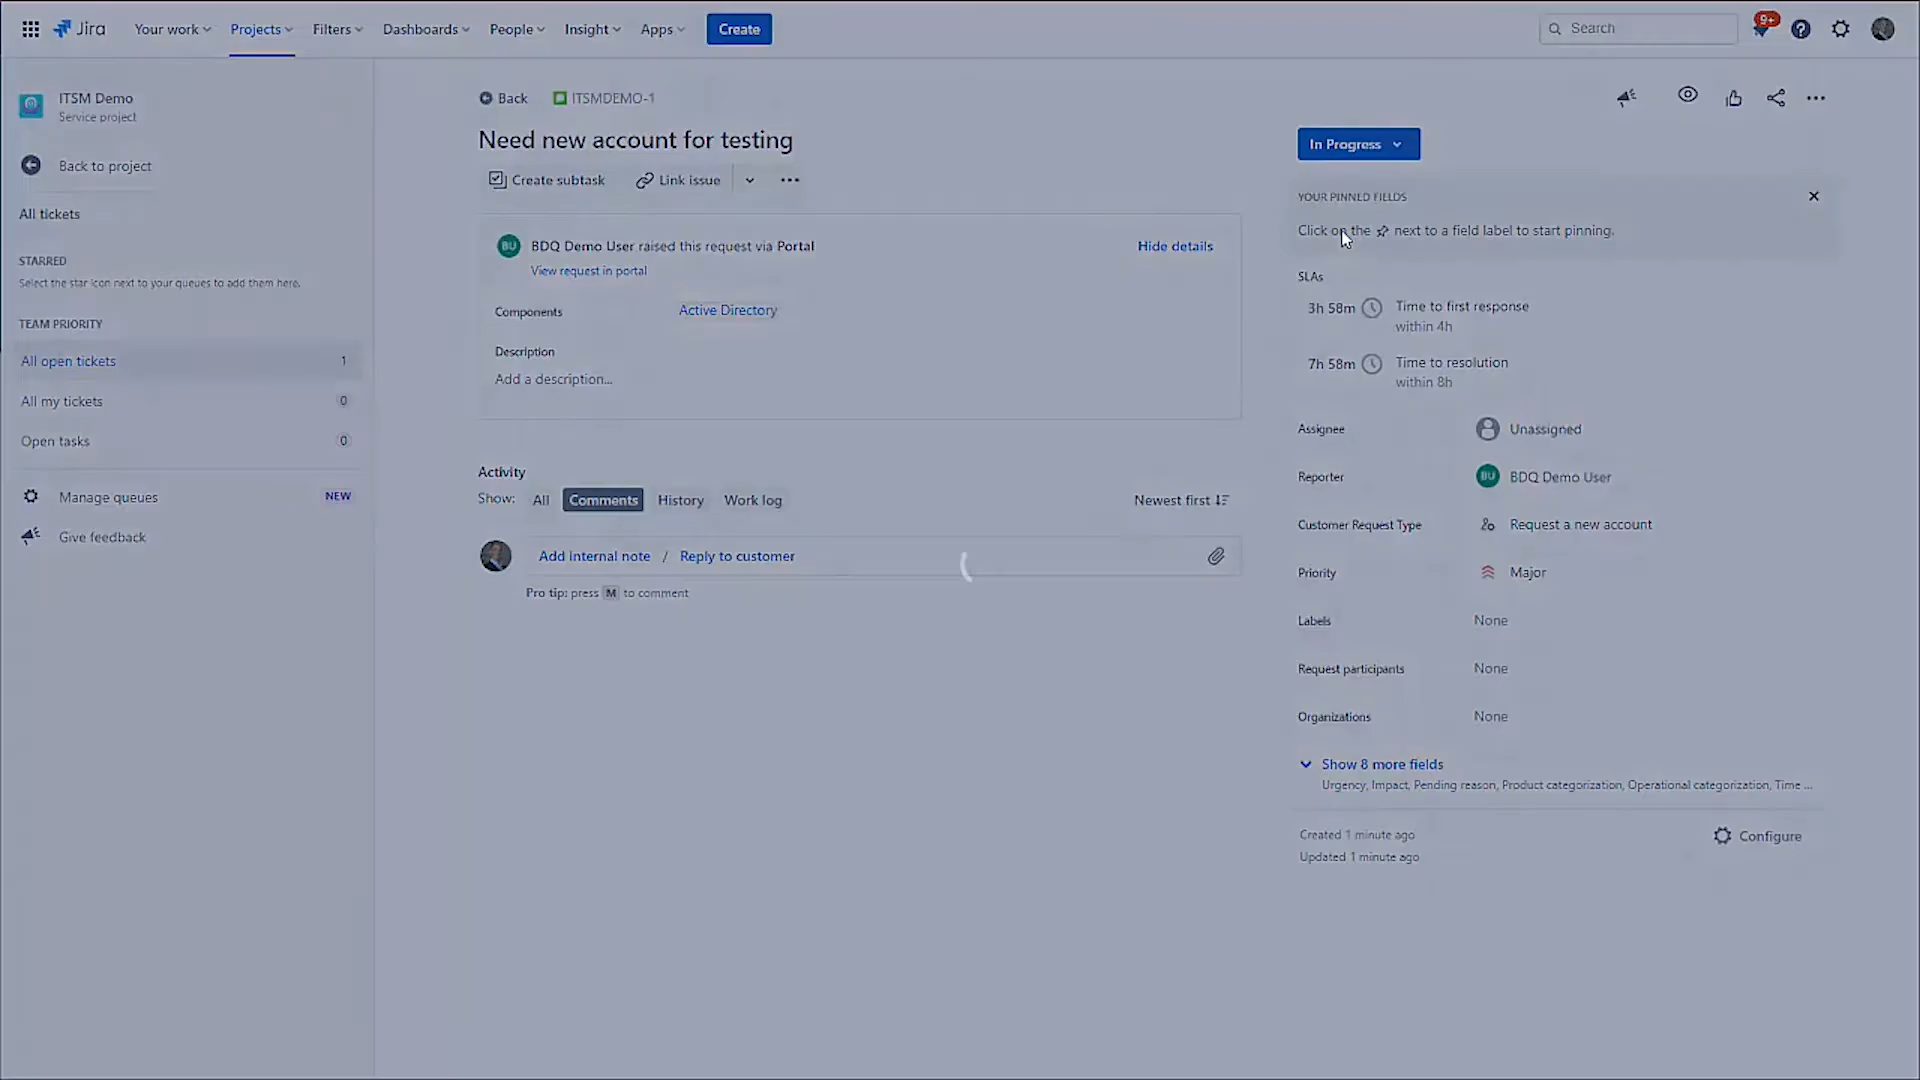 Jira Your work Projects Filters Dashboards People Insight Apps Create Search 9+
ITSM Demo
Service project
Back to project
All tickets
STARRED
Select the star icon next to your queues to add them here.
TEAM PRIORITY
All open tickets 1
All my tickets 0
Open tasks 0
Manage queues NEW
Give feedback
Back ITSMDEMO-1
Need new account for testing
Create subtask Link issue
BU BDQ Demo User raised this request via Portal Hide details
View request in portal
Components Active Directory
Description
Add a description...
Activity
Show: All Comments History Work log Newest first
Add internal note / Reply to customer
Pro tip: press M to comment
In Progress
YOUR PINNED FIELDS
Click on the next to a field label to start pinning.
SLAs
3h 58m Time to first response
within 4h
7h 58m Time to resolution
within 8h
Assignee Unassigned
Reporter BU BDQ Demo User
Customer Request Type Request a new account
Priority Major
Labels None
Request participants None
Organizations None
Show 8 more fields
Urgency, Impact, Pending reason, Product categorization, Operational categorization, Time ...
Created 1 minute ago Configure
Updated 1 minute ago